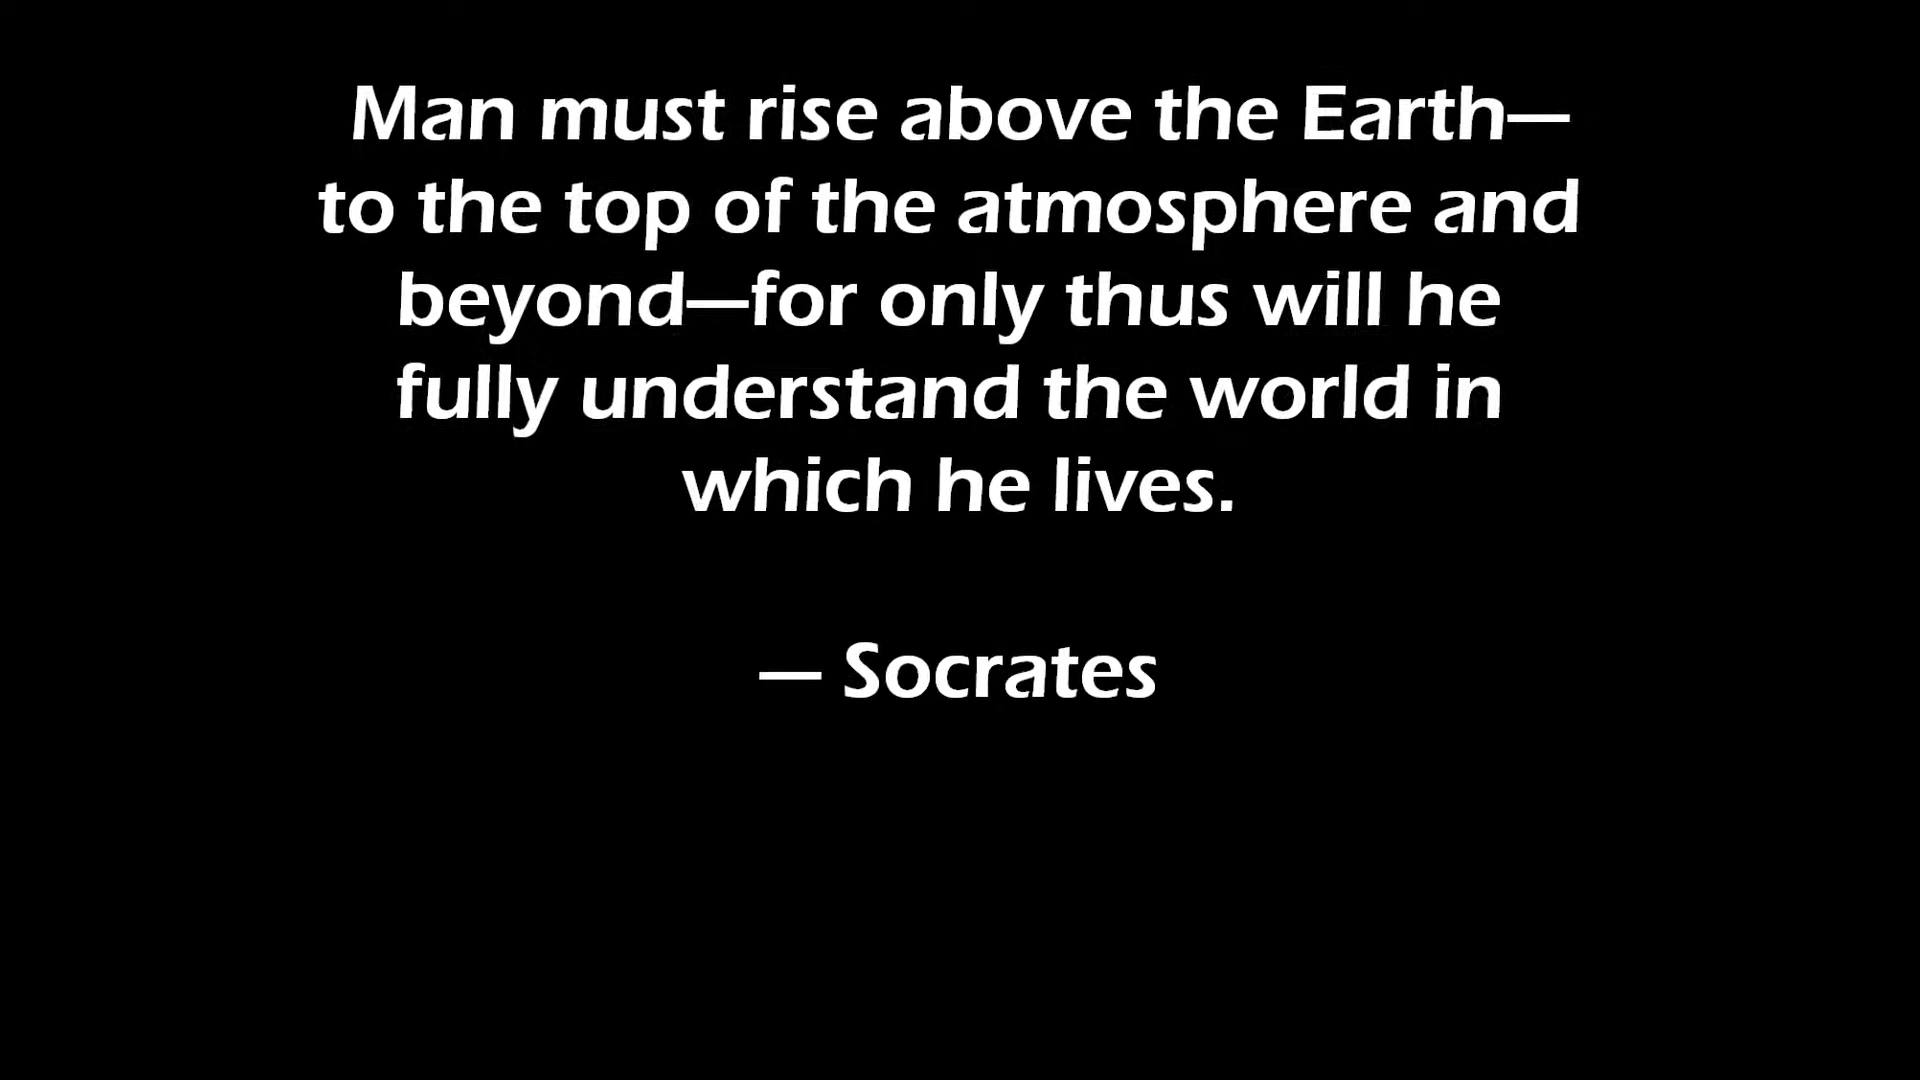 Man must rise above the Earth—
to the top of the atmosphere and
beyond—for only thus will he
fully understand the world in
which he lives.
— Socrates